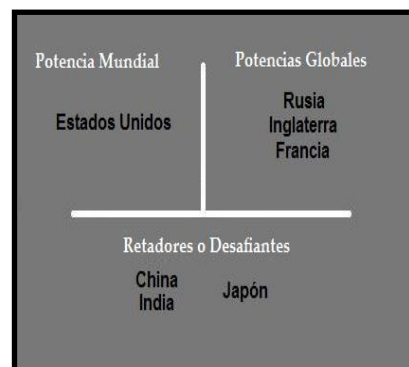 Potencia Mundial
Estados Unidos
Potencias Globales
Rusia
Inglaterra
Francia
Retadores o Desafiantes
China
India
Japón